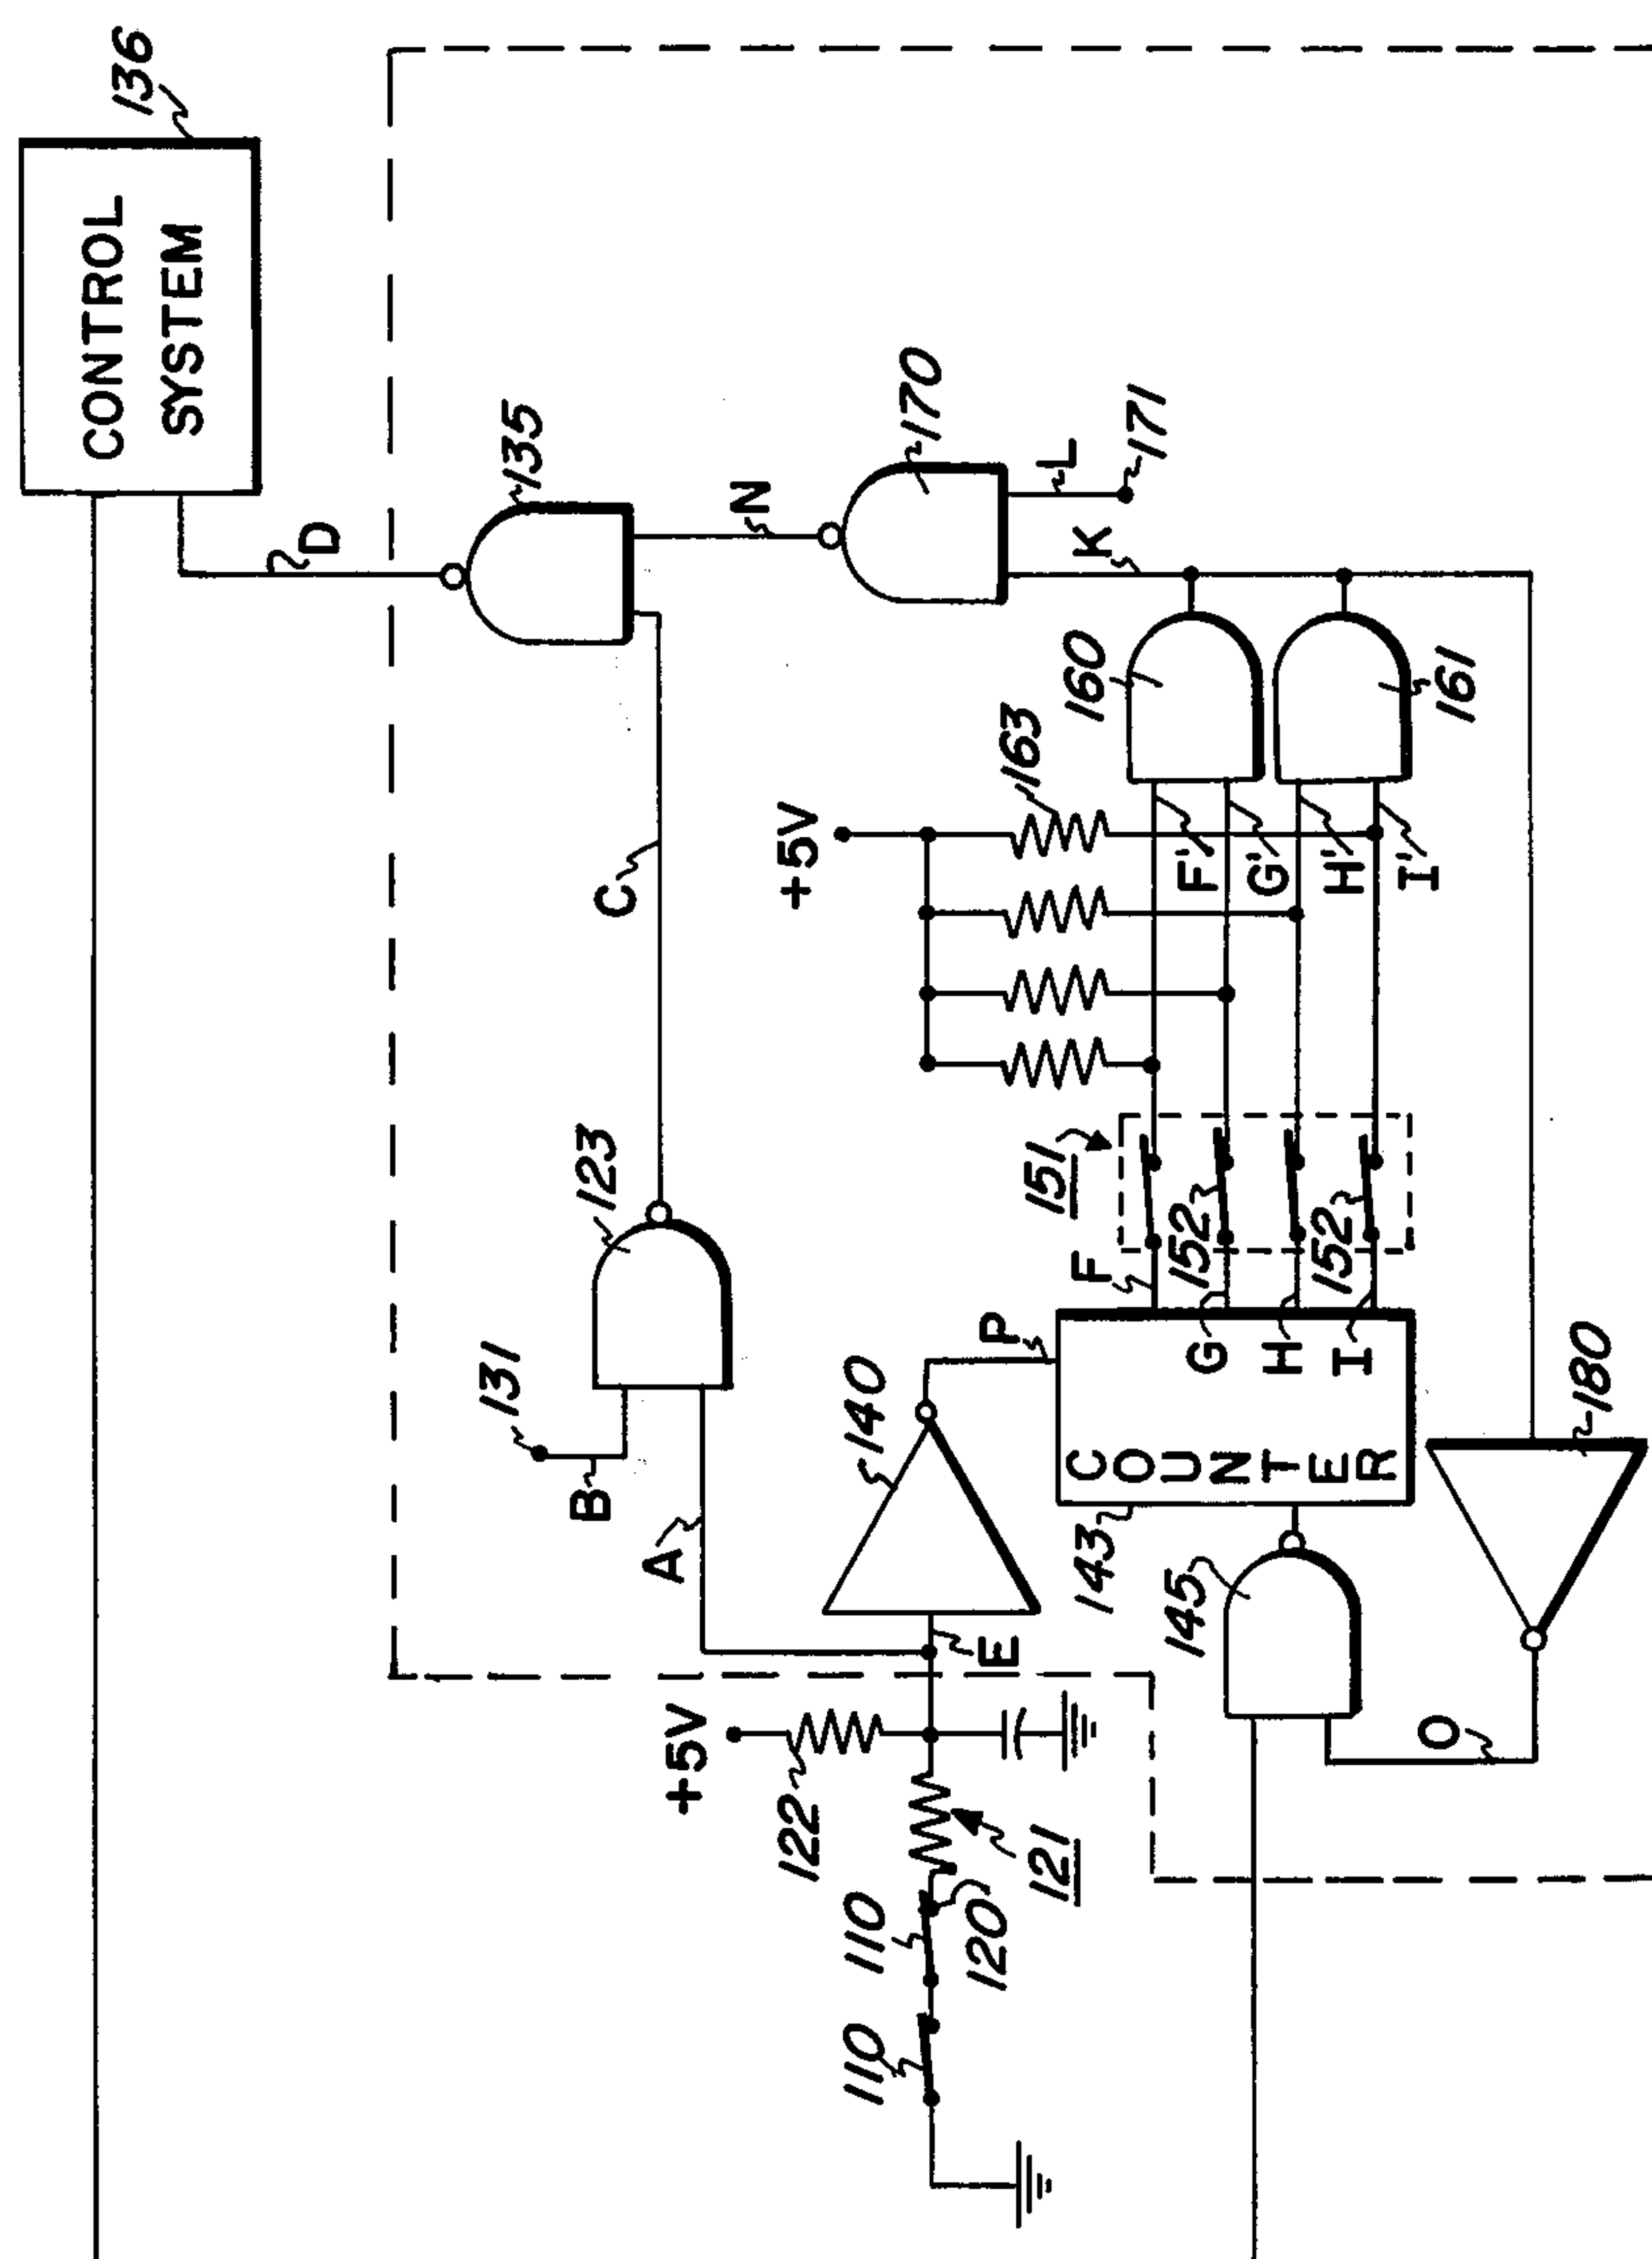 CONTROL
SYSTEM
136
D
135
N
170
K
L
171
C
160
161
163
+5V
F'
G'
H'
I'
123
131
B
A
151
152
152
F
G
H
I
P
140
COUNTER
143
145
180
O
E
+5V
122
121
120
110
110